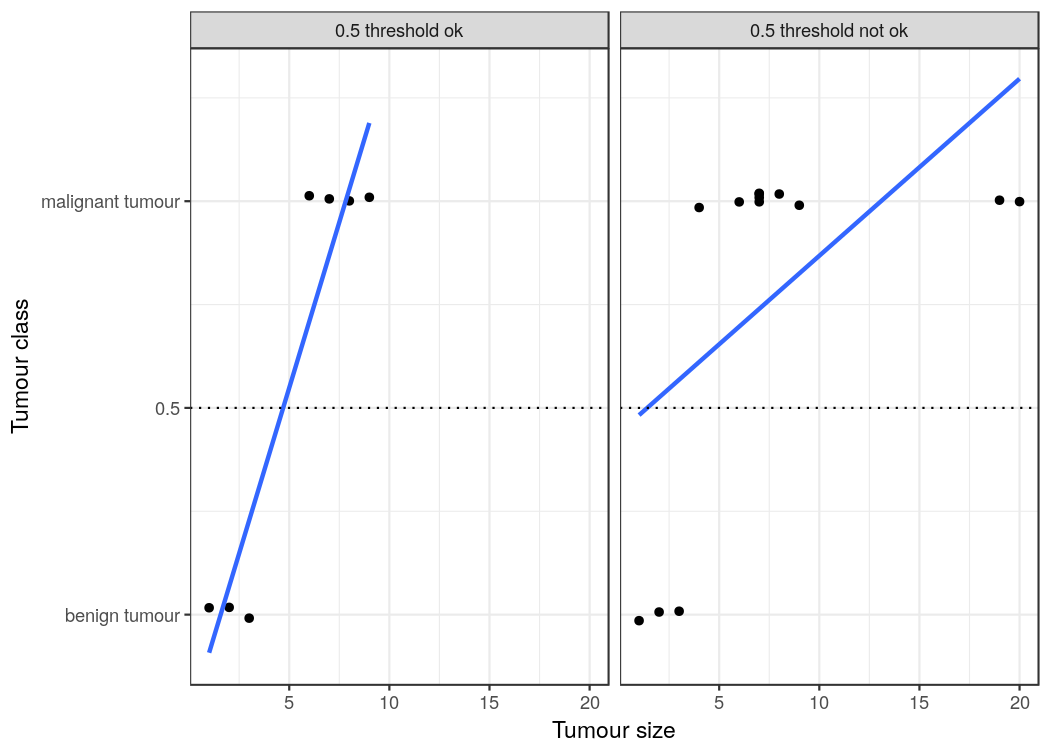 0.5 threshold ok
0.5 threshold not ok
Tumour class
malignant tumour
0.5
benign tumour
5 10 15 20
5 10 15 20
Tumour size